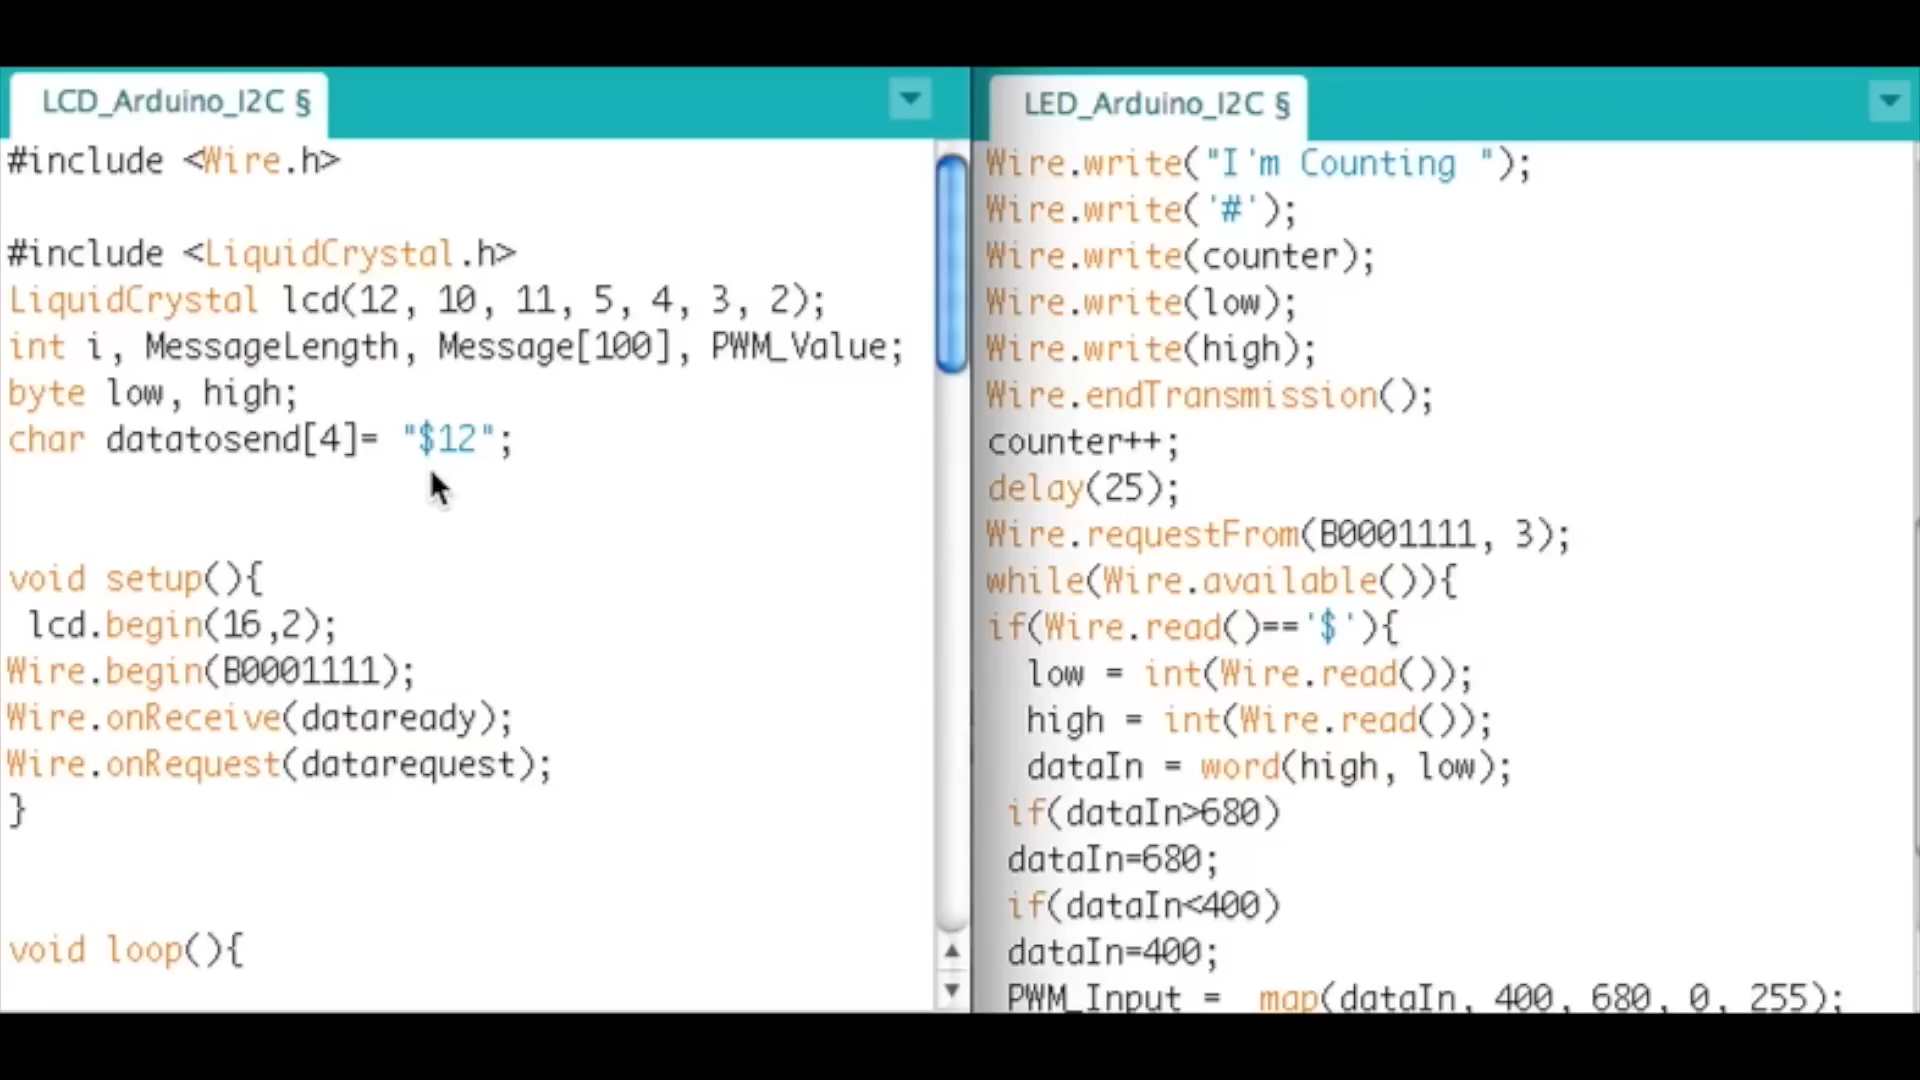 LCD_Arduino_I2C §
#include <Wire.h>
#include <LiquidCrystal.h>
LiquidCrystal lcd(12, 10, 11, 5, 4, 3, 2);
int i, MessageLength, Message[100], PWM_Value;
byte low, high;
char datatosend[4]= "$12";
void setup(){
lcd.begin(16,2);
Wire.begin(B0001111);
Wire.onReceive(dataready);
Wire.onRequest(datarequest);
}
void loop(){
LED_Arduino_I2C §
Wire.write("I'm Counting ");
Wire.write('#');
Wire.write(counter);
Wire.write(low);
Wire.write(high);
Wire.endTransmission();
counter++;
delay(25);
Wire.requestFrom(B0001111, 3);
while(Wire.available()){
if(Wire.read()=='$'){
low = int(Wire.read());
high = int(Wire.read());
dataIn = word(high, low);
if(dataIn>680)
dataIn=680;
if(dataIn<400)
dataIn=400;
PWM_Input = map(dataIn, 400, 680, 0, 255);